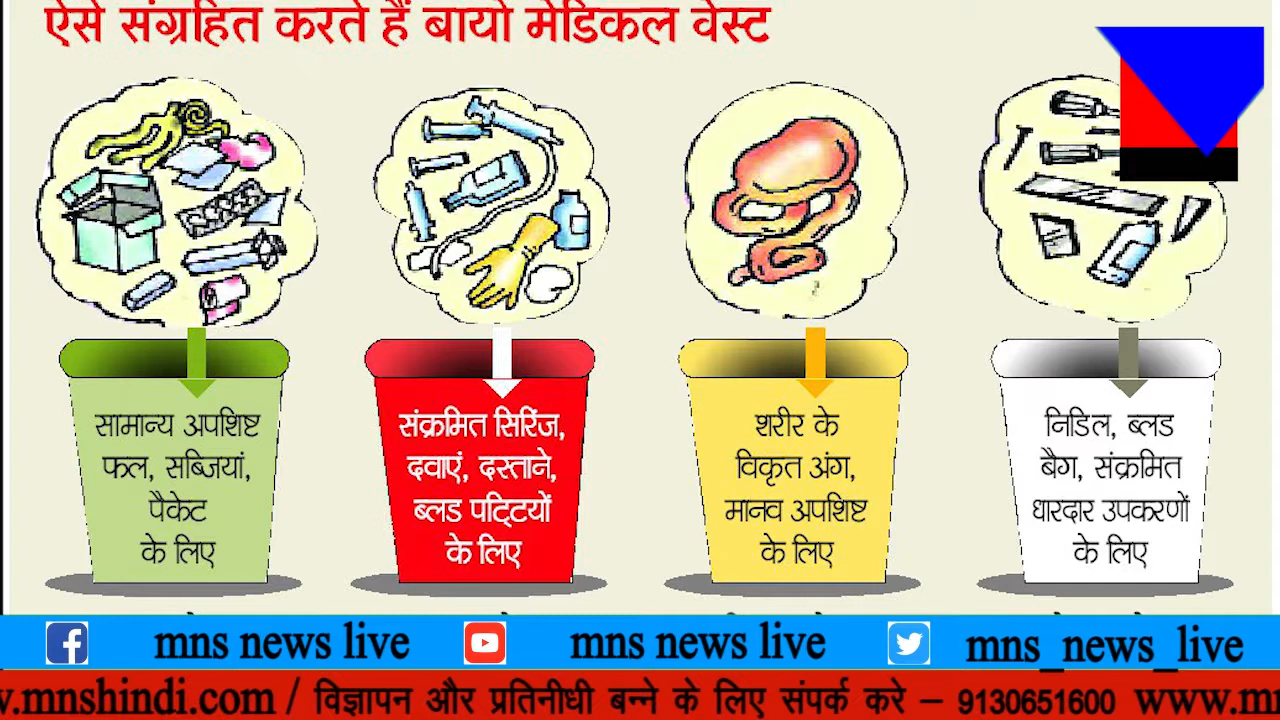 ऐसे संग्रहित करते हैं बायो मेडिकल वेस्ट
सामान्य अपशिष्ट
फल, सब्जियां,
पैकेट
के लिए
संक्रमित सिरिंज,
दवाएं, दस्ताने,
ब्लड पट्टियों
के लिए
शरीर के
विकृत अंग,
मानव अपशिष्ट
के लिए
निडिल, ब्लड
बैग, संक्रमित
धारदार उपकरणों
के लिए
mns news live
mns news live
mns_news_live
w.mnshindi.com / विज्ञापन और प्रतिनीधी बन्ने के लिए संपर्क करे – 9130651600 www.mn